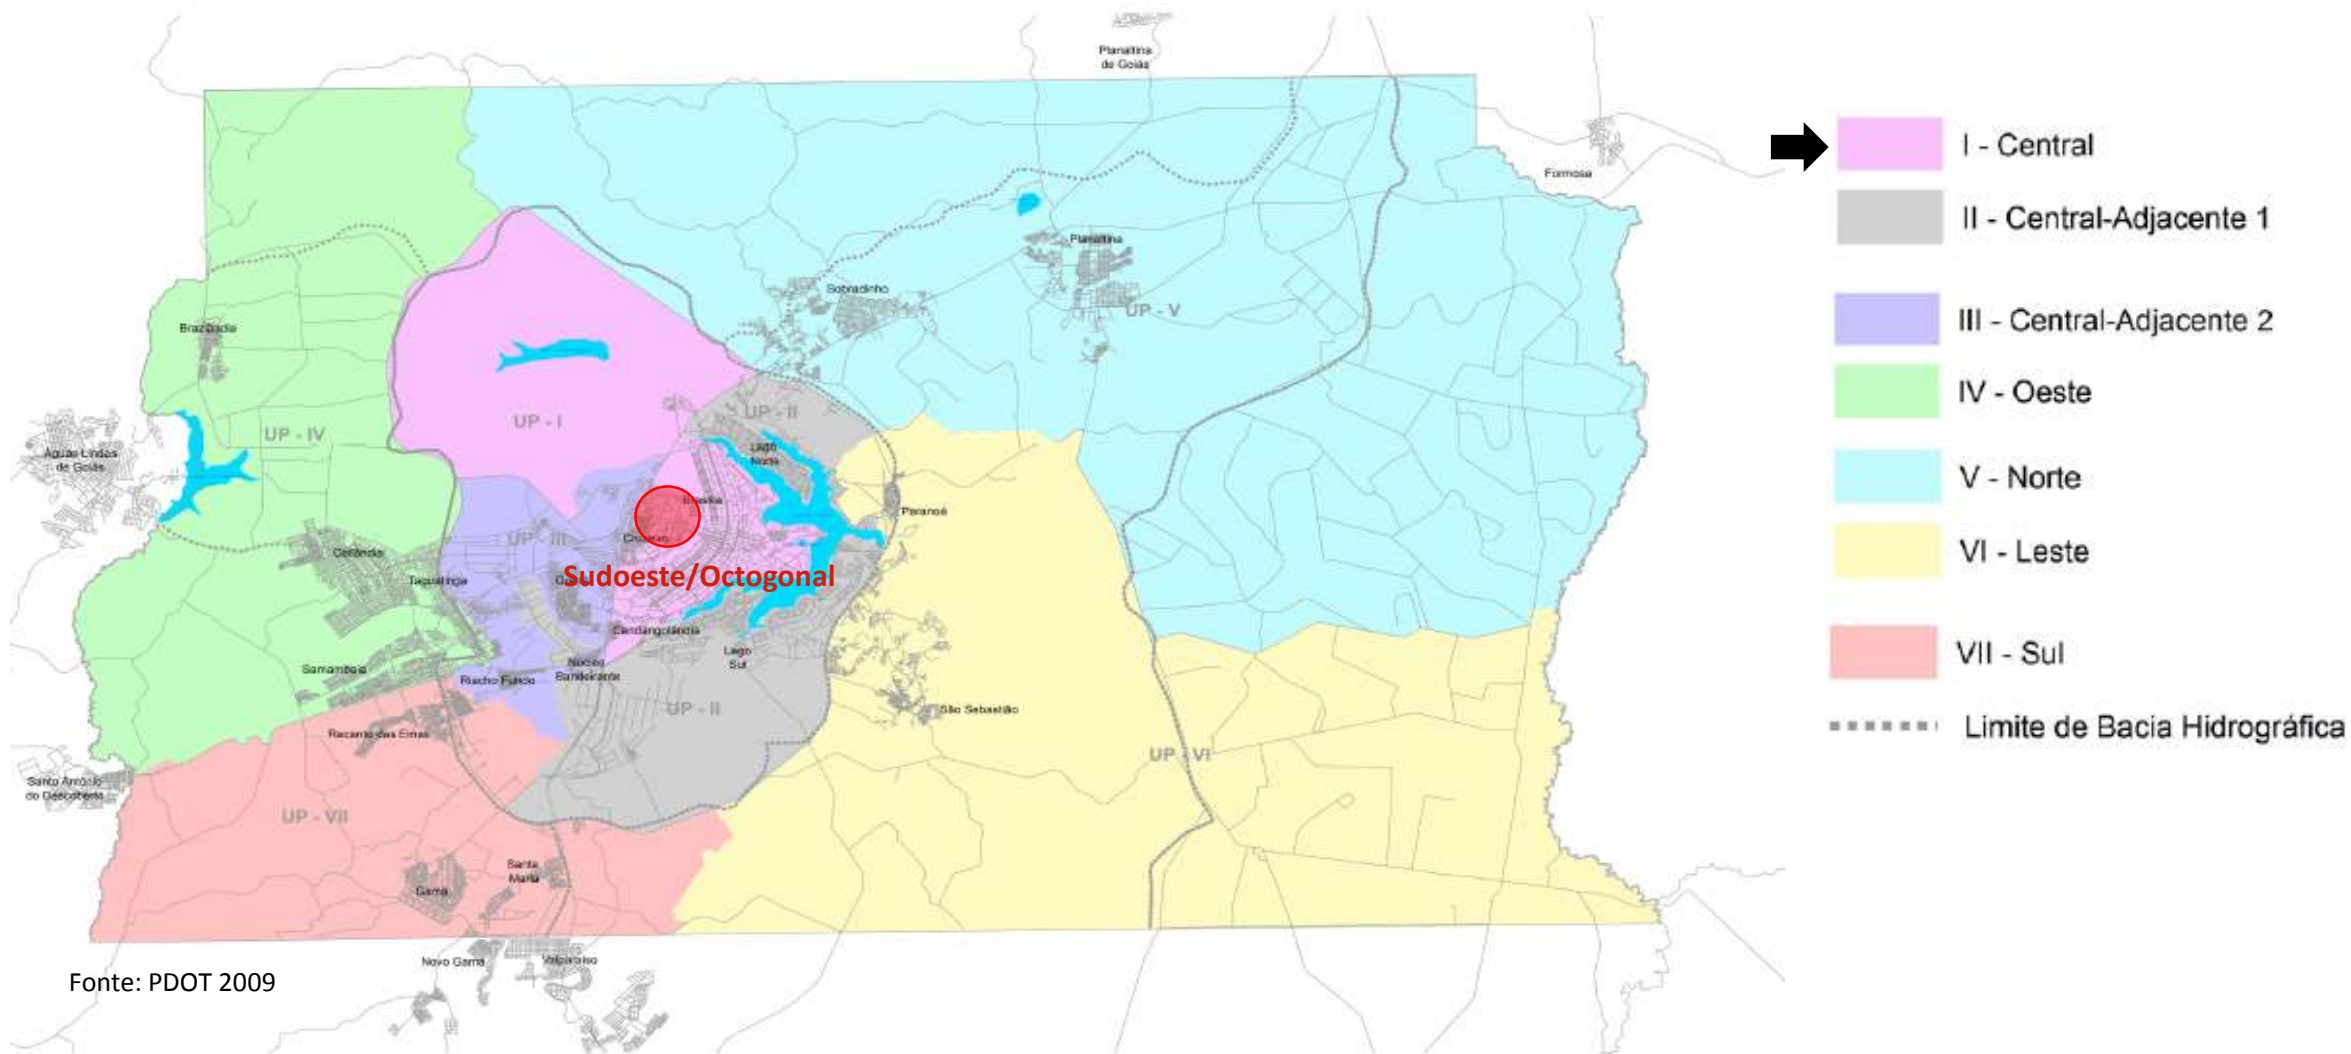 Planaltina
de Goiás
Formosa
Planaltina
Sobradinho
UP - V
Brazlândia
UP - I
UP - II
UP - IV
Águas Lindas
de Goiás
Lago
Norte
Brasília
Paranoá
Cruzeiro
UP - III
Ceilândia
Taguatinga
Sudoeste/Octogonal
Candangolândia
Lago
Sul
Samambaia
Núcleo
Bandeirante
Riacho Fundo
UP - II
São Sebastião
Recanto das Emas
UP - VI
Santo Antônio
do Descoberto
UP - VII
Santa
Maria
Gama
Novo Gama
Valparaíso
Fonte: PDOT 2009
I - Central
II - Central-Adjacente 1
III - Central-Adjacente 2
IV - Oeste
V - Norte
VI - Leste
VII - Sul
Limite de Bacia Hidrográfica